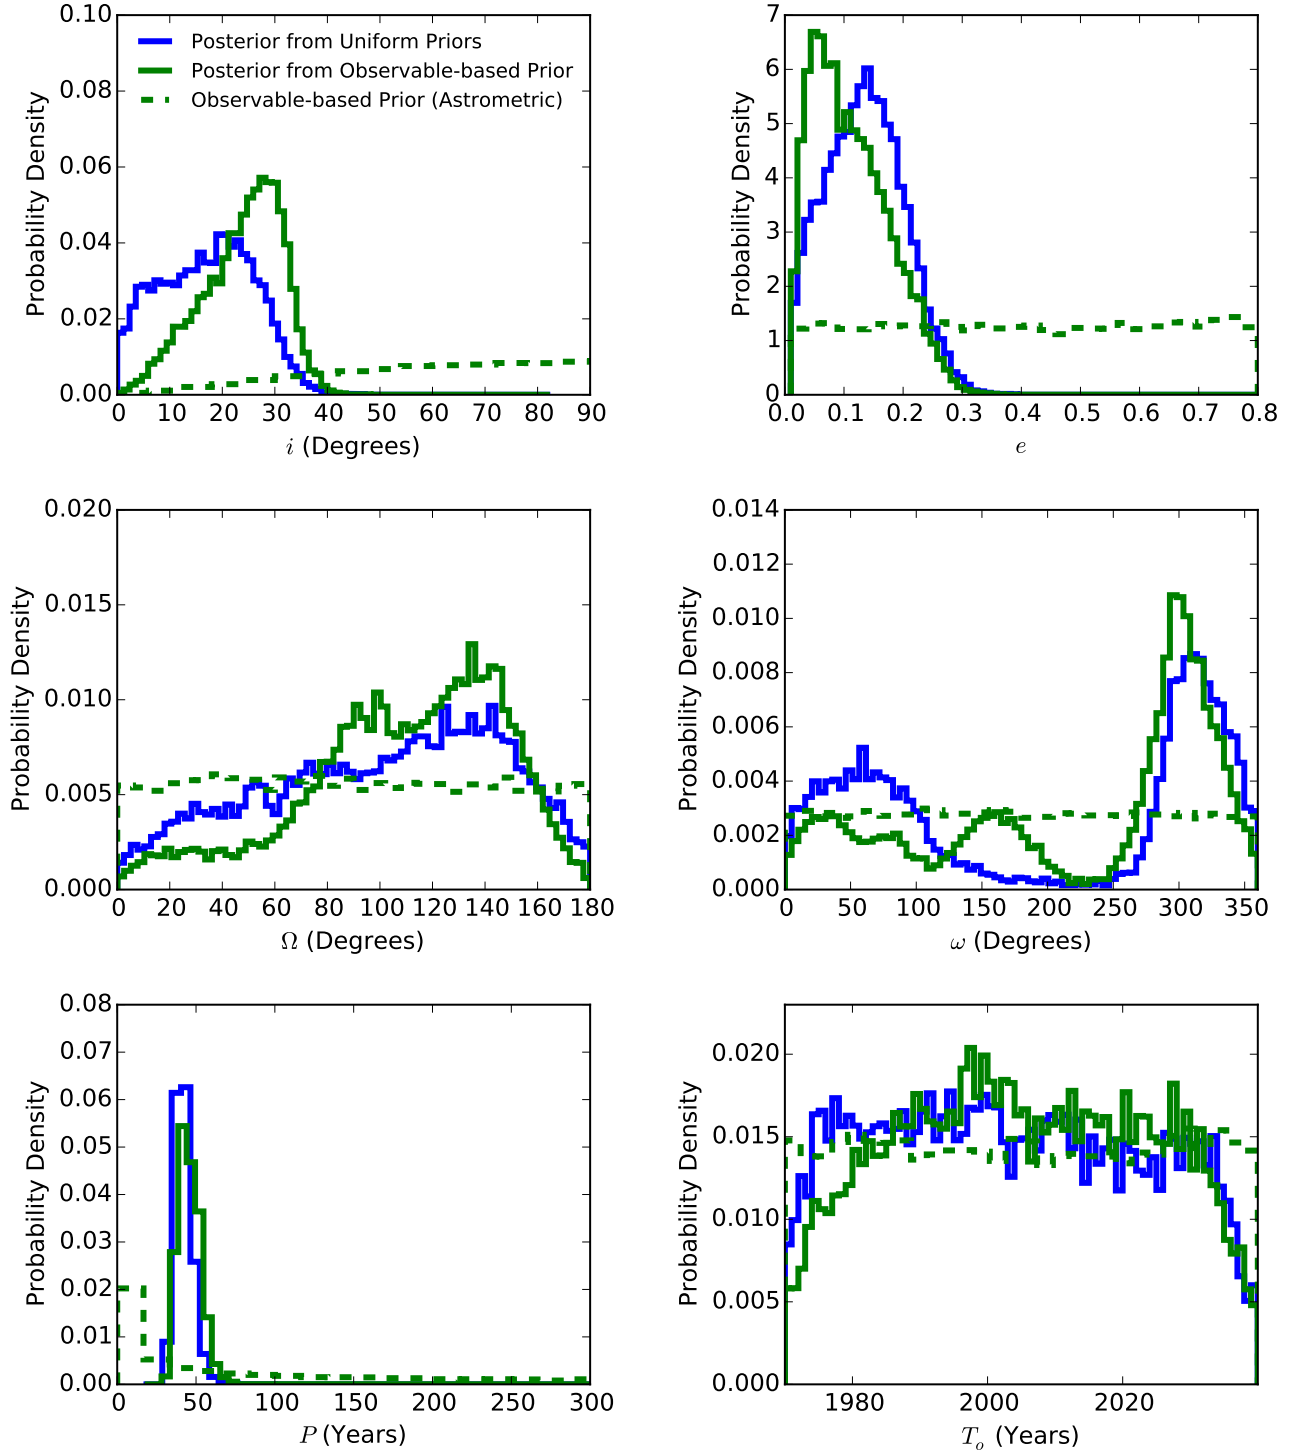 0.10
0.08
0.06
0.04
0.02
0.00
Probability Density
Posterior from Uniform Priors
Posterior from Observable-based Prior
Observable-based Prior (Astrometric)
0 10 20 30 40 50 60 70 80 90
i (Degrees)
7
6
5
4
3
2
1
0
Probability Density
0.0 0.1 0.2 0.3 0.4 0.5 0.6 0.7 0.8
e
0.020
0.015
0.010
0.005
0.000
Probability Density
0 20 40 60 80 100 120 140 160 180
Ω (Degrees)
0.014
0.012
0.010
0.008
0.006
0.004
0.002
0.000
Probability Density
0 50 100 150 200 250 300 350
ω (Degrees)
0.08
0.07
0.06
0.05
0.04
0.03
0.02
0.01
0.00
Probability Density
0 50 100 150 200 250 300
P (Years)
0.020
0.015
0.010
0.005
0.000
Probability Density
1980 2000 2020
T_o (Years)